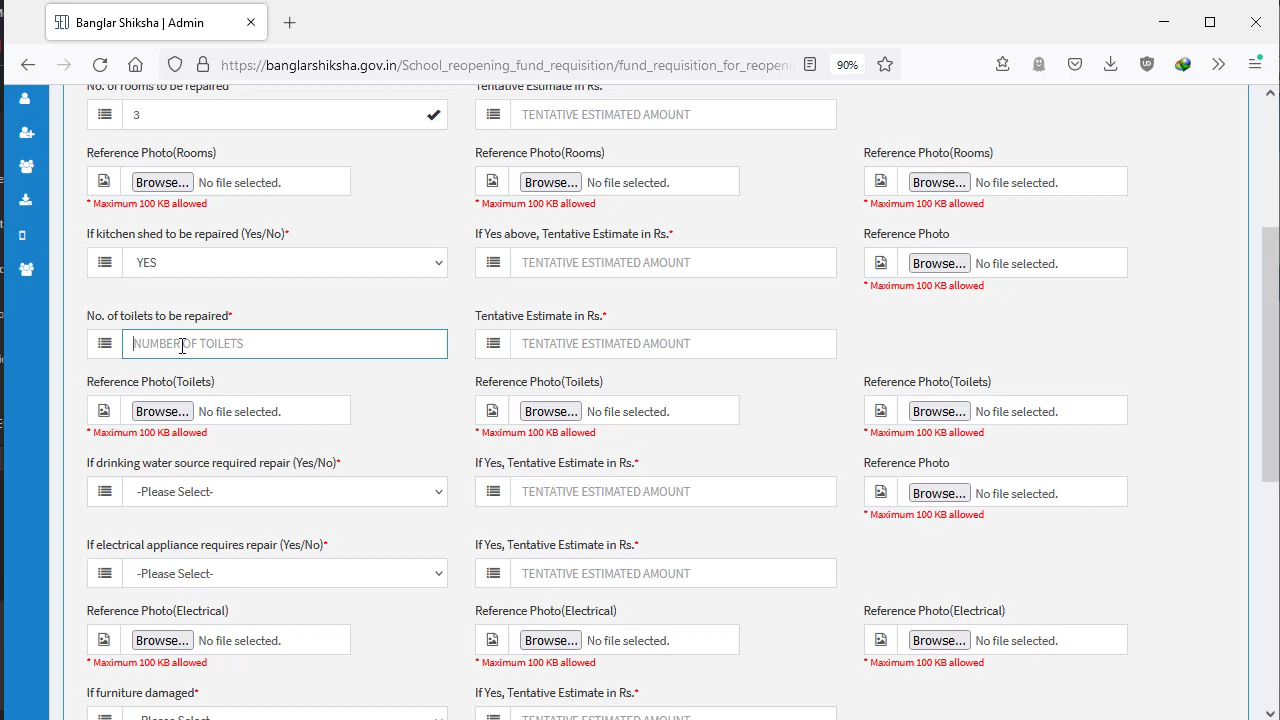 SED Banglar Shiksha | Admin
https://banglarshiksha.gov.in/School_reopening_fund_requisition/fund_requisition_for_reopen 90%
No. of rooms to be repaired Tentative Estimate in Rs.
3 TENTATIVE ESTIMATED AMOUNT
Reference Photo(Rooms) Reference Photo(Rooms) Reference Photo(Rooms)
Browse... No file selected. Browse... No file selected. Browse... No file selected.
* Maximum 100 KB allowed * Maximum 100 KB allowed * Maximum 100 KB allowed
If kitchen shed to be repaired (Yes/No)* If Yes above, Tentative Estimate in Rs.* Reference Photo
YES TENTATIVE ESTIMATED AMOUNT Browse... No file selected.
* Maximum 100 KB allowed
No. of toilets to be repaired* Tentative Estimate in Rs.*
NUMBER OF TOILETS TENTATIVE ESTIMATED AMOUNT
Reference Photo(Toilets) Reference Photo(Toilets) Reference Photo(Toilets)
Browse... No file selected. Browse... No file selected. Browse... No file selected.
* Maximum 100 KB allowed * Maximum 100 KB allowed * Maximum 100 KB allowed
If drinking water source required repair (Yes/No)* If Yes, Tentative Estimate in Rs.* Reference Photo
-Please Select- TENTATIVE ESTIMATED AMOUNT Browse... No file selected.
* Maximum 100 KB allowed
If electrical appliance requires repair (Yes/No)* If Yes, Tentative Estimate in Rs.*
-Please Select- TENTATIVE ESTIMATED AMOUNT
Reference Photo(Electrical) Reference Photo(Electrical) Reference Photo(Electrical)
Browse... No file selected. Browse... No file selected. Browse... No file selected.
* Maximum 100 KB allowed * Maximum 100 KB allowed * Maximum 100 KB allowed
If furniture damaged* If Yes, Tentative Estimate in Rs.*
-Please Select- TENTATIVE ESTIMATED AMOUNT